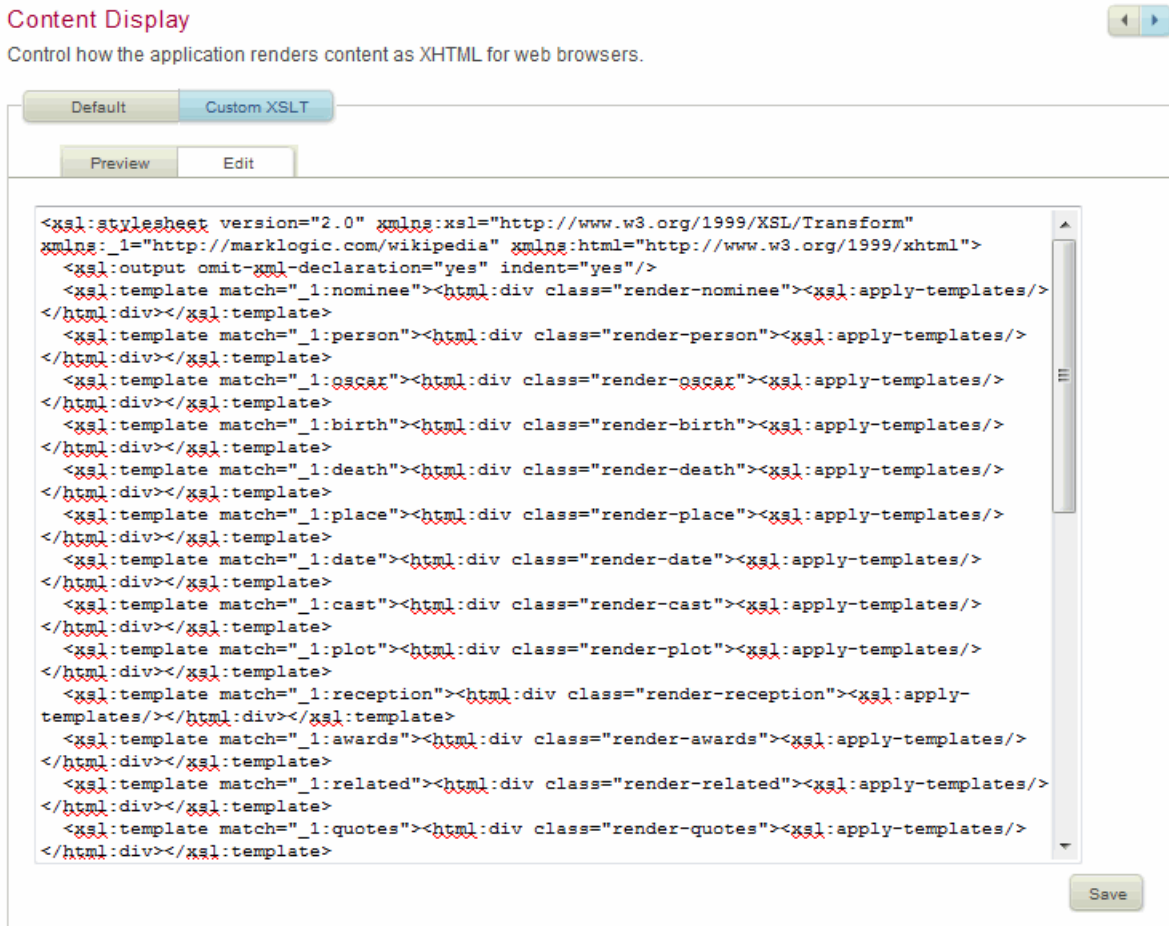 Content Display
Control how the application renders content as XHTML for web browsers.
Default
Custom XSLT
Preview
Edit
<xsl:stylesheet version="2.0" xmlns:xsl="http://www.w3.org/1999/XSL/Transform"
xmlns:_1="http://marklogic.com/wikipedia" xmlns:html="http://www.w3.org/1999/xhtml">
<xsl:output omit-xml-declaration="yes" indent="yes"/>
<xsl:template match="_1:nominee"><html:div class="render-nominee"><xsl:apply-templates/>
</html:div></xsl:template>
<xsl:template match="_1:person"><html:div class="render-person"><xsl:apply-templates/>
</html:div></xsl:template>
<xsl:template match="_1:oscar"><html:div class="render-oscar"><xsl:apply-templates/>
</html:div></xsl:template>
<xsl:template match="_1:birth"><html:div class="render-birth"><xsl:apply-templates/>
</html:div></xsl:template>
<xsl:template match="_1:death"><html:div class="render-death"><xsl:apply-templates/>
</html:div></xsl:template>
<xsl:template match="_1:place"><html:div class="render-place"><xsl:apply-templates/>
</html:div></xsl:template>
<xsl:template match="_1:date"><html:div class="render-date"><xsl:apply-templates/>
</html:div></xsl:template>
<xsl:template match="_1:cast"><html:div class="render-cast"><xsl:apply-templates/>
</html:div></xsl:template>
<xsl:template match="_1:plot"><html:div class="render-plot"><xsl:apply-templates/>
</html:div></xsl:template>
<xsl:template match="_1:reception"><html:div class="render-reception"><xsl:apply-
templates/></html:div></xsl:template>
<xsl:template match="_1:awards"><html:div class="render-awards"><xsl:apply-templates/>
</html:div></xsl:template>
<xsl:template match="_1:related"><html:div class="render-related"><xsl:apply-templates/>
</html:div></xsl:template>
<xsl:template match="_1:quotes"><html:div class="render-quotes"><xsl:apply-templates/>
</html:div></xsl:template>
Save